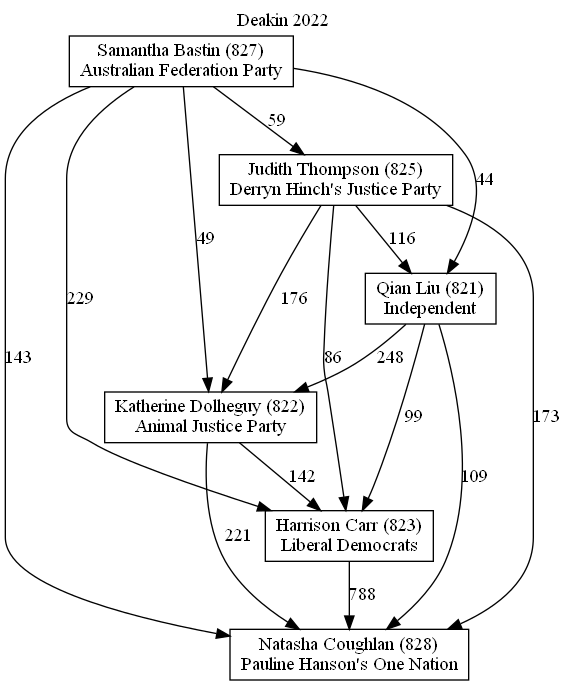 Deakin 2022
Samantha Bastin (827)
Australian Federation Party
59
Judith Thompson (825)
Derryn Hinch's Justice Party
44
49
116
Qian Liu (821)
Independent
229
176
143
86
248
Katherine Dolheguy (822)
Animal Justice Party
99
173
142
109
221
Harrison Carr (823)
Liberal Democrats
788
Natasha Coughlan (828)
Pauline Hanson's One Nation